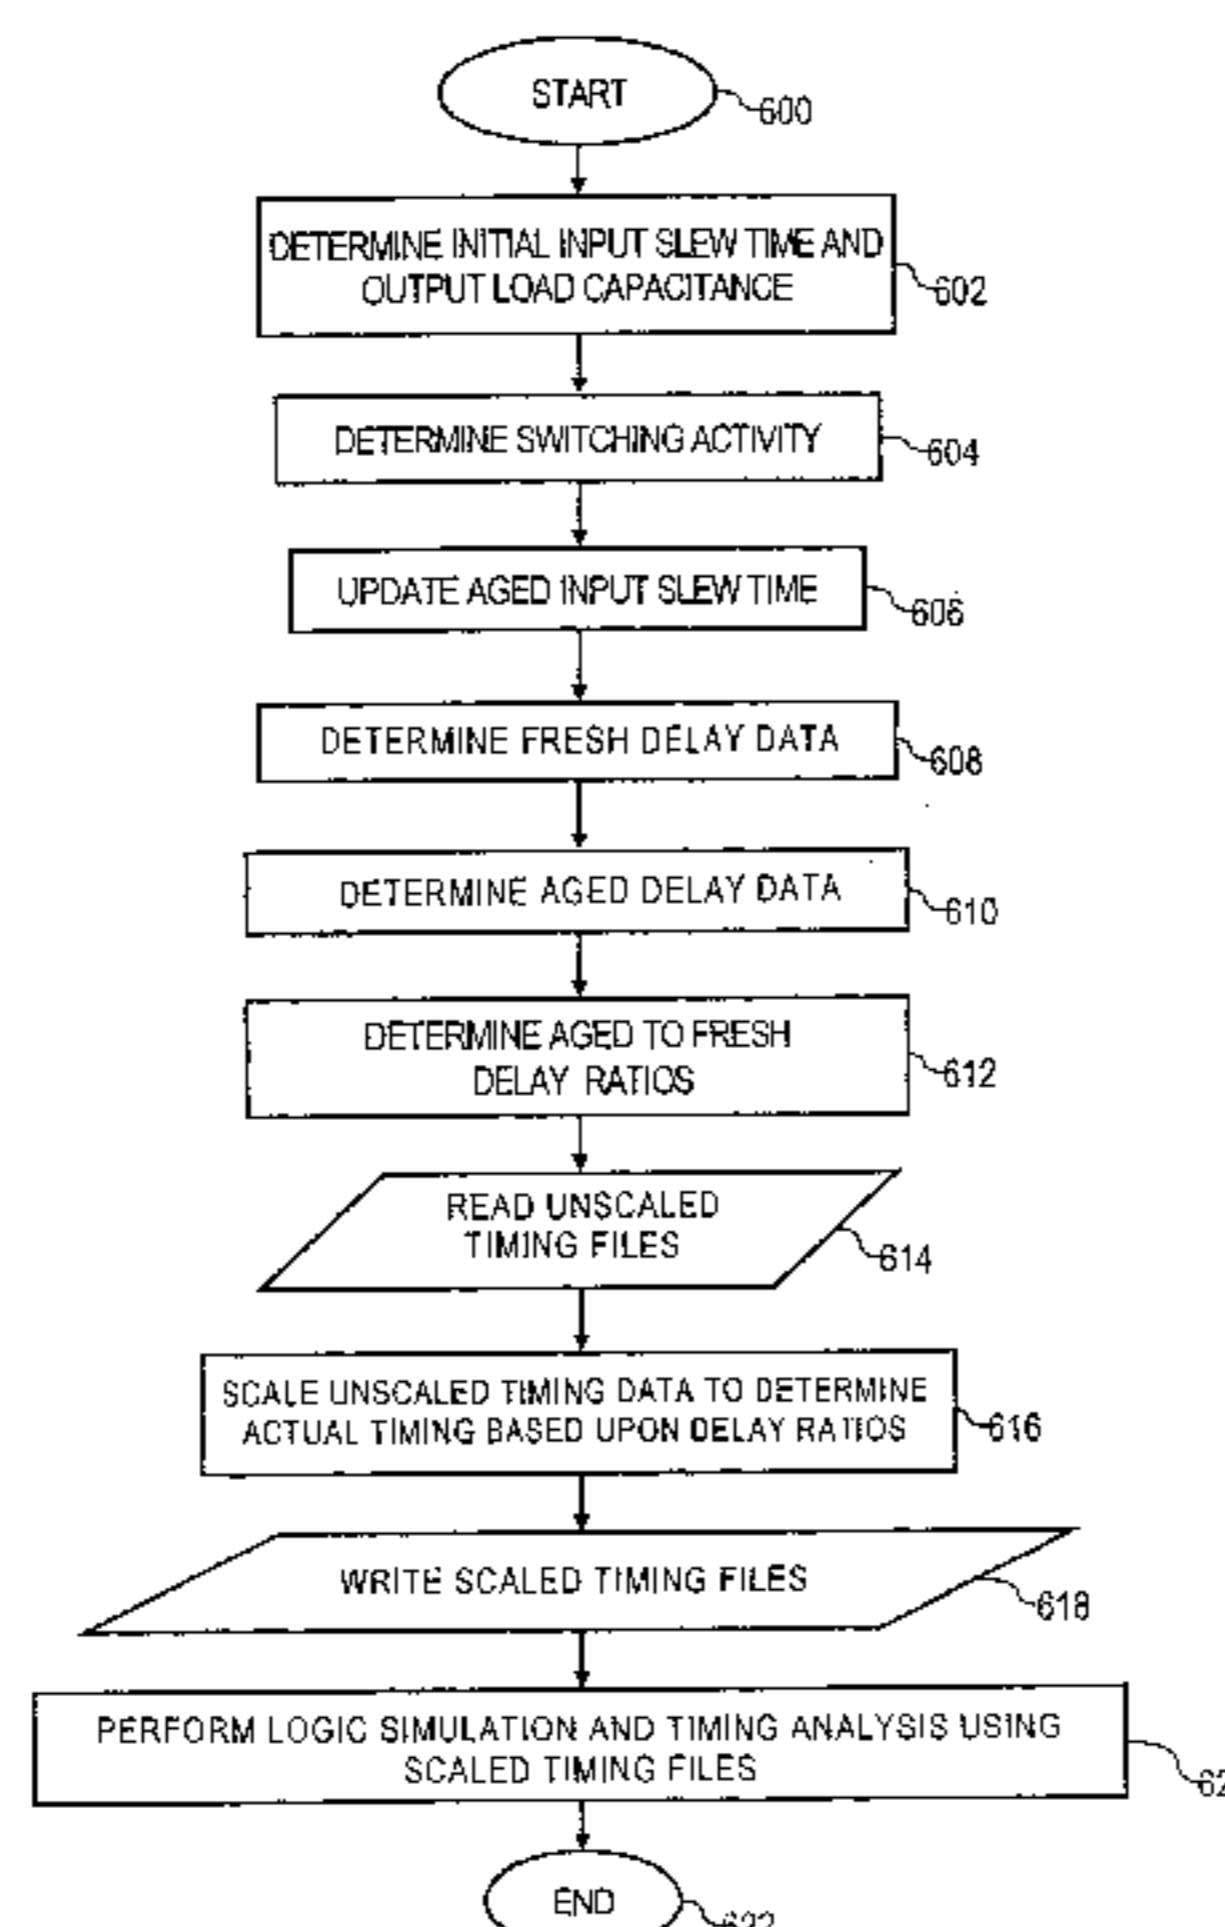 START
600
DETERMINE INITIAL INPUT SLEW TIME AND
OUTPUT LOAD CAPACITANCE
602
DETERMINE SWITCHING ACTIVITY
604
UPDATE AGED INPUT SLEW TIME
606
DETERMINE FRESH DELAY DATA
608
DETERMINE AGED DELAY DATA
610
DETERMINE AGED TO FRESH
DELAY RATIOS
612
READ UNSCALED
TIMING FILES
614
SCALE UNSCALED TIMING DATA TO DETERMINE
ACTUAL TIMING BASED UPON DELAY RATIOS
616
WRITE SCALED TIMING FILES
618
PERFORM LOGIC SIMULATION AND TIMING ANALYSIS USING
SCALED TIMING FILES
END